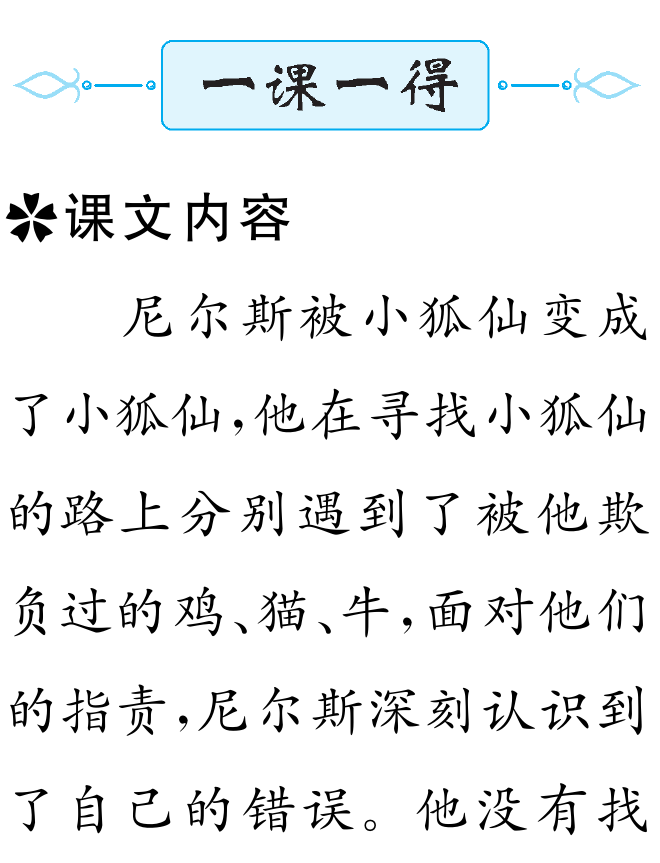 一课一得
课文内容
尼尔斯被小狐仙变成
了小狐仙,他在寻找小狐仙
的路上分别遇到了被他欺
负过的鸡、猫、牛,面对他们
的指责,尼尔斯深刻认识到
了自己的错误。他没有找